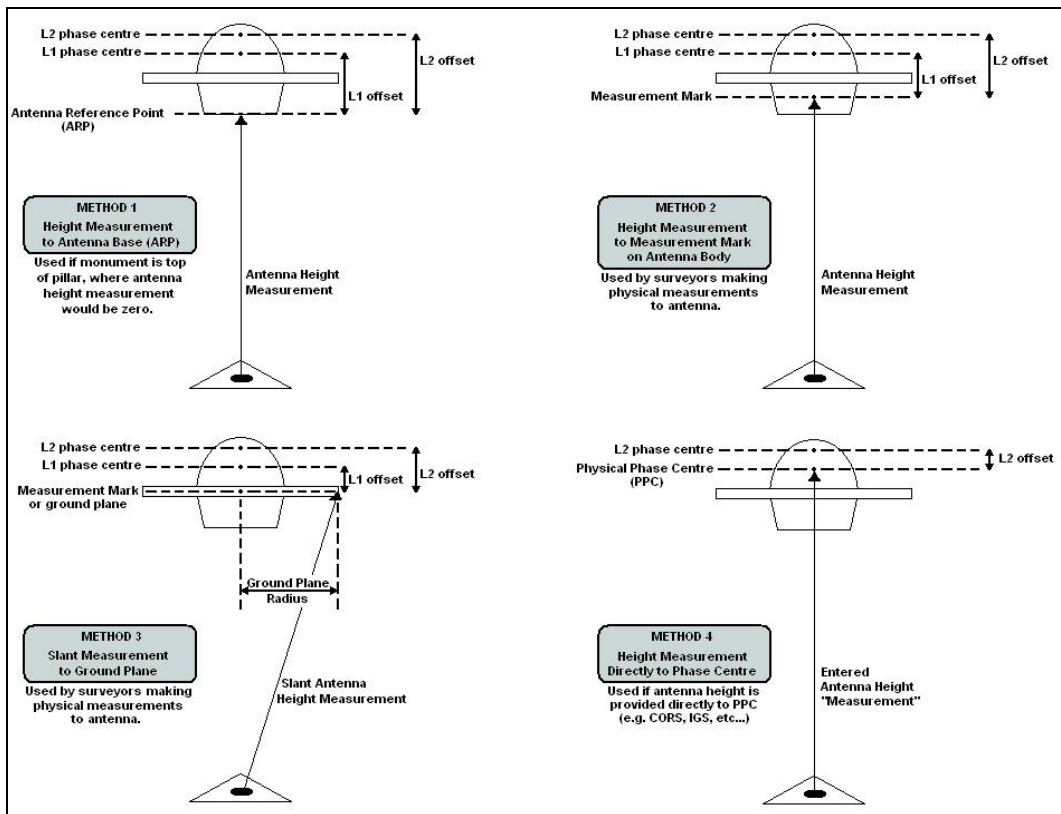 L2 phase centre
L1 phase centre
L2 offset
L1 offset
Antenna Reference Point
(ARP)
METHOD 1
Height Measurement
to Antenna Base (ARP)
Used if monument is top
of pillar, where antenna
height measurement
would be zero.
Antenna Height
Measurement
L2 phase centre
L1 phase centre
L2 offset
L1 offset
Measurement Mark
METHOD 2
Height Measurement
to Measurement Mark
on Antenna Body
Used by surveyors making
physical measurements
to antenna.
Antenna Height
Measurement
L2 phase centre
L1 phase centre
L2 offset
L1 offset
Measurement Mark
or ground plane
Ground Plane
Radius
METHOD 3
Slant Measurement
to Ground Plane
Used by surveyors making
physical measurements
to antenna.
Slant Antenna
Height Measurement
L2 phase centre
Physical Phase Centre
(PPC)
L2 offset
METHOD 4
Height Measurement
Directly to Phase Centre
Used if antenna height is
provided directly to PPC
(e.g. CORS, IGS, etc...)
Entered
Antenna Height
"Measurement"